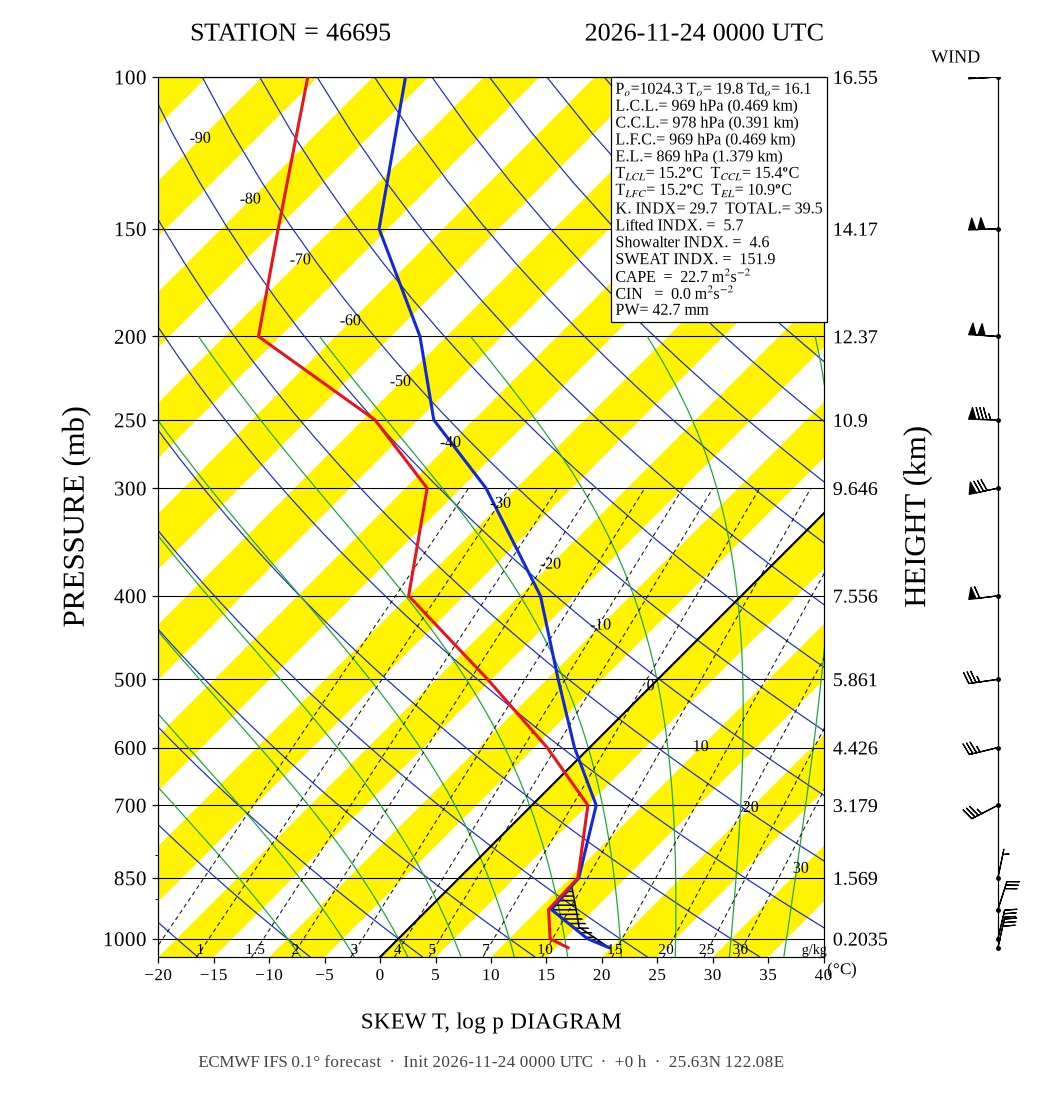 STATION = 46695 2026-11-24 0000 UTC
WIND
100 16.55
P₀=1024.3 T₀= 19.8 Td₀= 16.1
L.C.L.= 969 hPa (0.469 km)
C.C.L.= 978 hPa (0.391 km)
L.F.C.= 969 hPa (0.469 km)
E.L.= 869 hPa (1.379 km)
T_LCL= 15.2°C T_CCL= 15.4°C
T_LFC= 15.2°C T_EL= 10.9°C
K. INDX= 29.7 TOTAL.= 39.5
Lifted INDX. = 5.7
Showalter INDX. = 4.6
SWEAT INDX. = 151.9
CAPE = 22.7 m²s⁻²
CIN = 0.0 m²s⁻²
PW= 42.7 mm
-90
-80
150 14.17
-70
-60
200 12.37
-50
250 10.9
-40
300 9.646
-30
PRESSURE (mb)
HEIGHT (km)
-20
400 7.556
-10
500 5.861
0
10
600 4.426
700 3.179
20
30
850 1.569
1000 0.2035
1 1.5 2 3 4 5 7 10 15 20 25 30 g/kg
−20 −15 −10 −5 0 5 10 15 20 25 30 35 40 (°C)
SKEW T, log p DIAGRAM
ECMWF IFS 0.1° forecast · Init 2026-11-24 0000 UTC · +0 h · 25.63N 122.08E